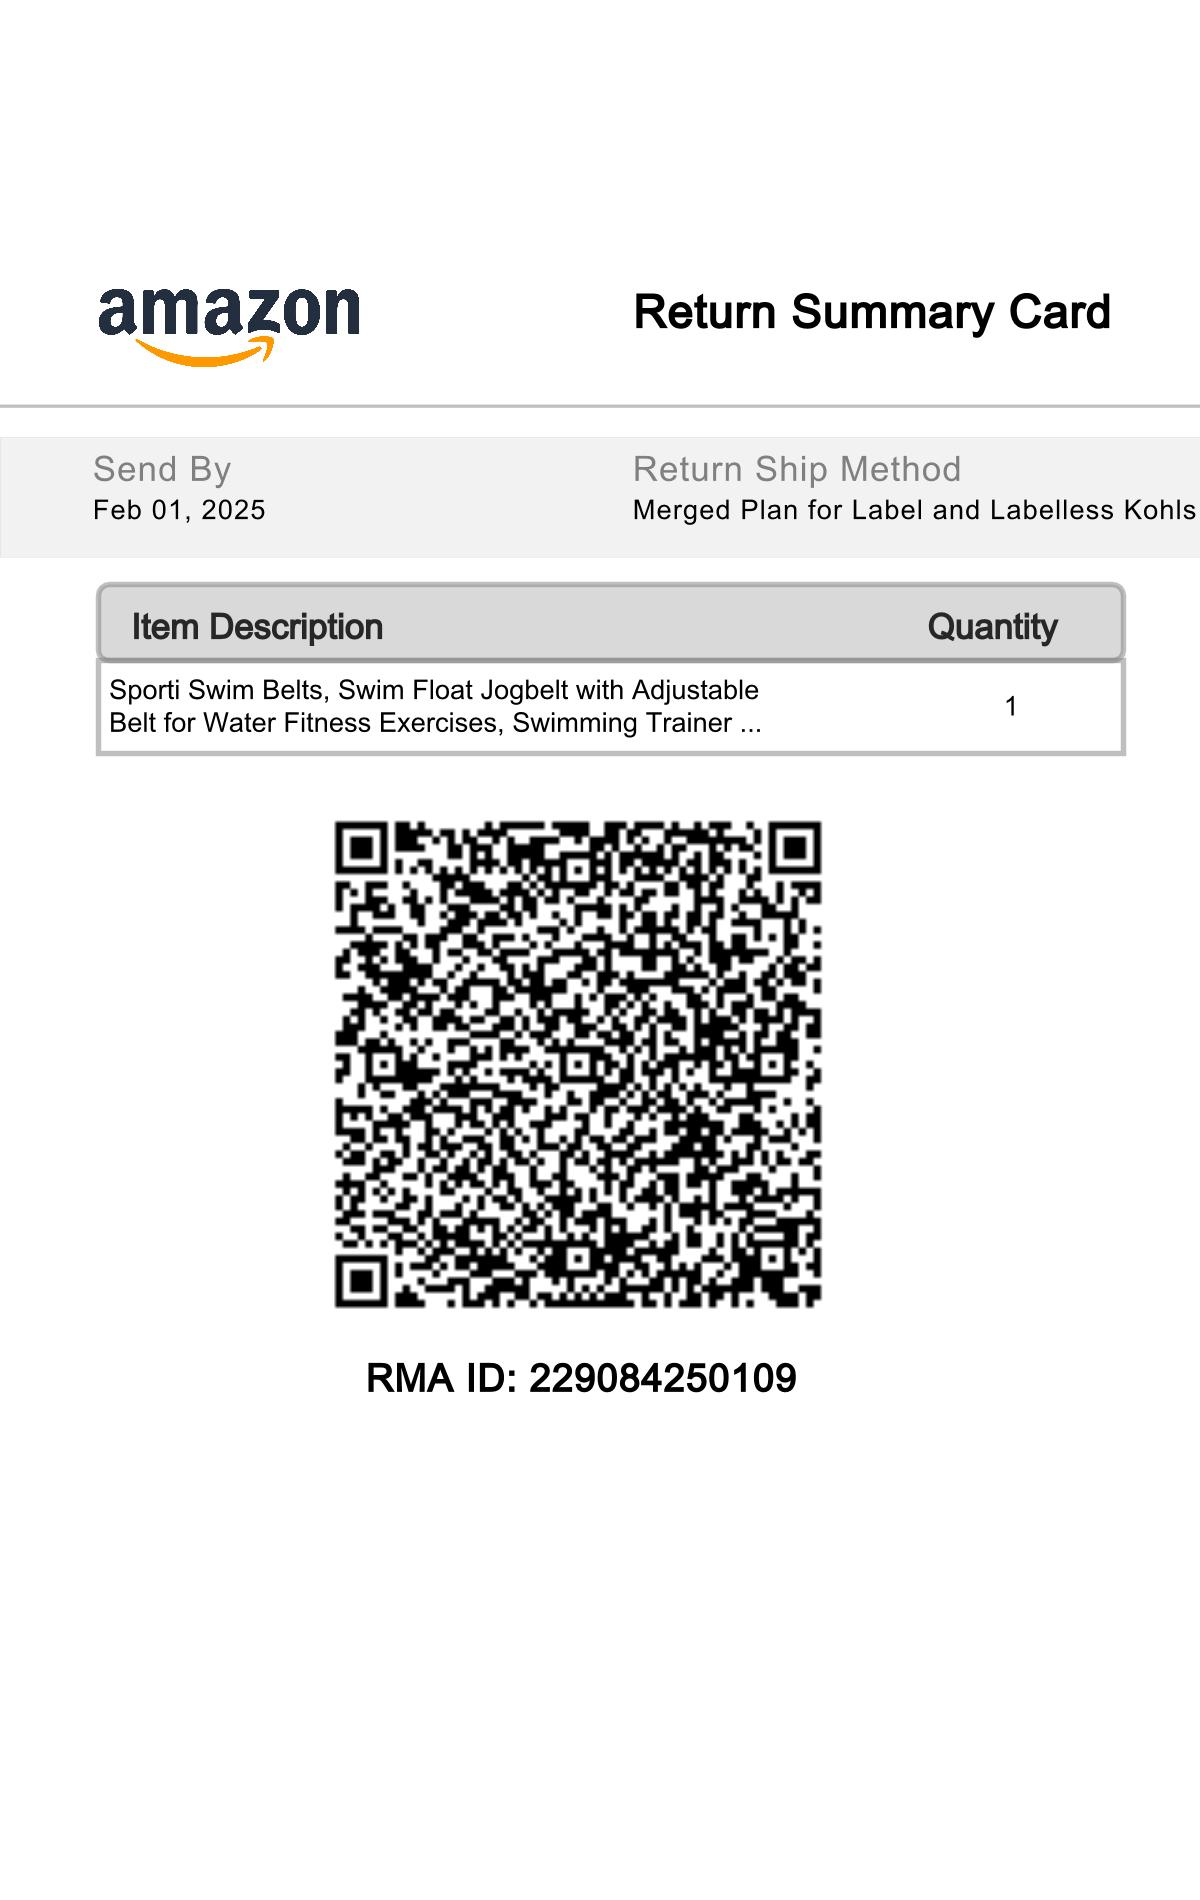 amazon
Return Summary Card
Send By
Return Ship Method
Feb 01, 2025
Merged Plan for Label and Labelless Kohls
Item Description
Quantity
Sporti Swim Belts, Swim Float Jogbelt with Adjustable
Belt for Water Fitness Exercises, Swimming Trainer ...
1
RMA ID: 229084250109